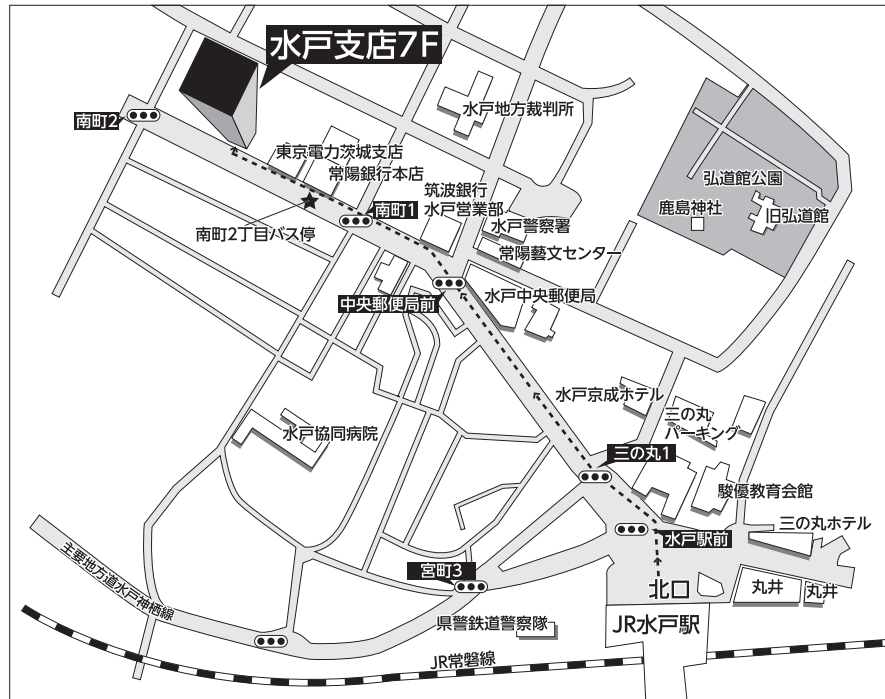 水戸支店7F
南町2
水戸地方裁判所
東京電力茨城支店
常陽銀行本店
弘道館公園
筑波銀行
水戸営業部
鹿島神社
旧弘道館
南町1
南町2丁目バス停
水戸警察署
常陽藝文センター
中央郵便局前
水戸中央郵便局
水戸京成ホテル
三の丸
パーキング
水戸協同病院
三の丸1
駿優教育会館
三の丸ホテル
水戸駅前
主要地方道水戸神栖線
宮町3
北口
丸井
丸井
県警鉄道警察隊
JR水戸駅
JR常磐線